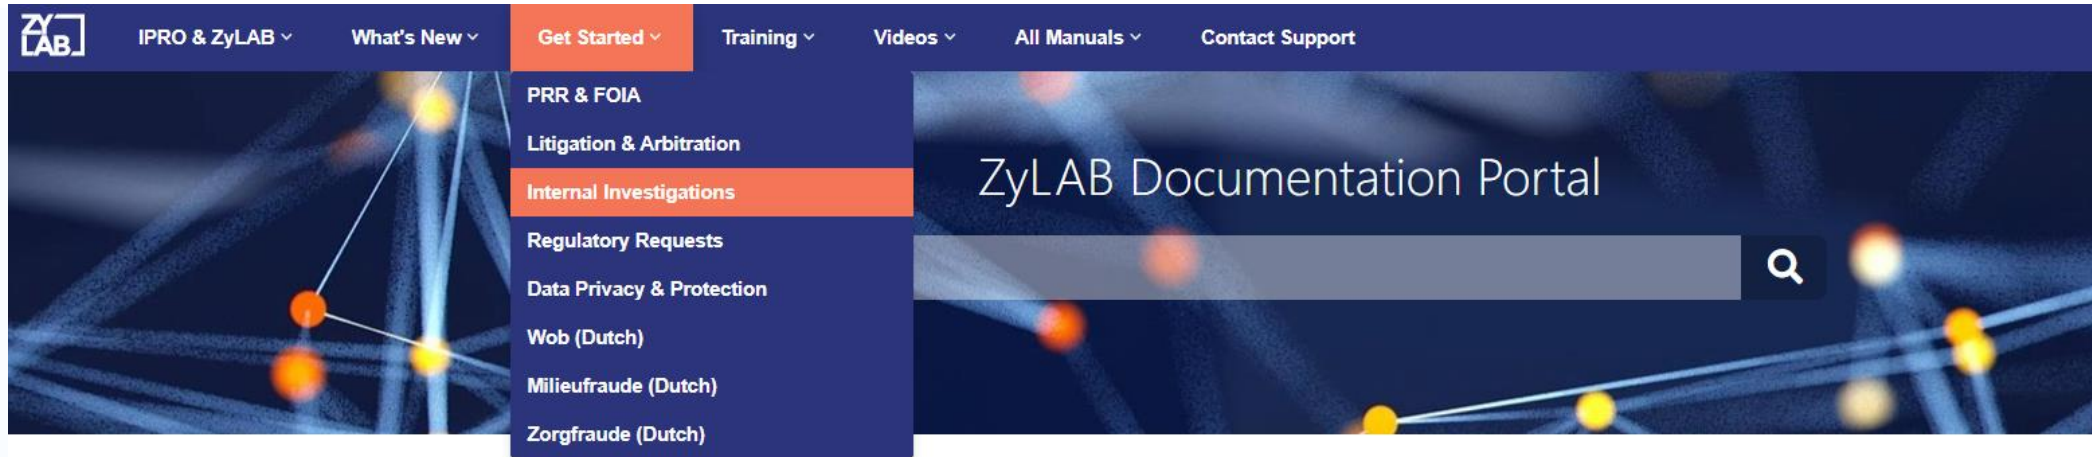 ZY
LAB
IPRO & ZyLAB What's New Get Started Training Videos All Manuals Contact Support
PRR & FOIA
Litigation & Arbitration
Internal Investigations
Regulatory Requests
Data Privacy & Protection
Wob (Dutch)
Milieufraude (Dutch)
Zorgfraude (Dutch)
ZyLAB Documentation Portal